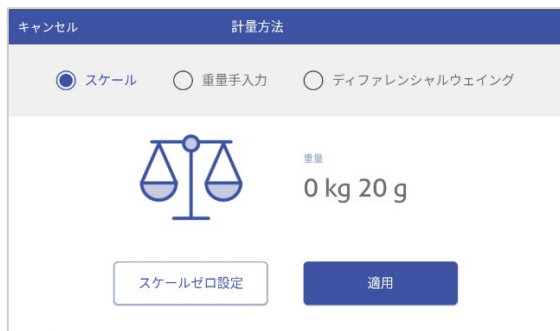 キャンセル 計量方法
スケール 重量手入力 ディファレンシャルウェイング
重量
0 kg 20 g
スケールゼロ設定 適用